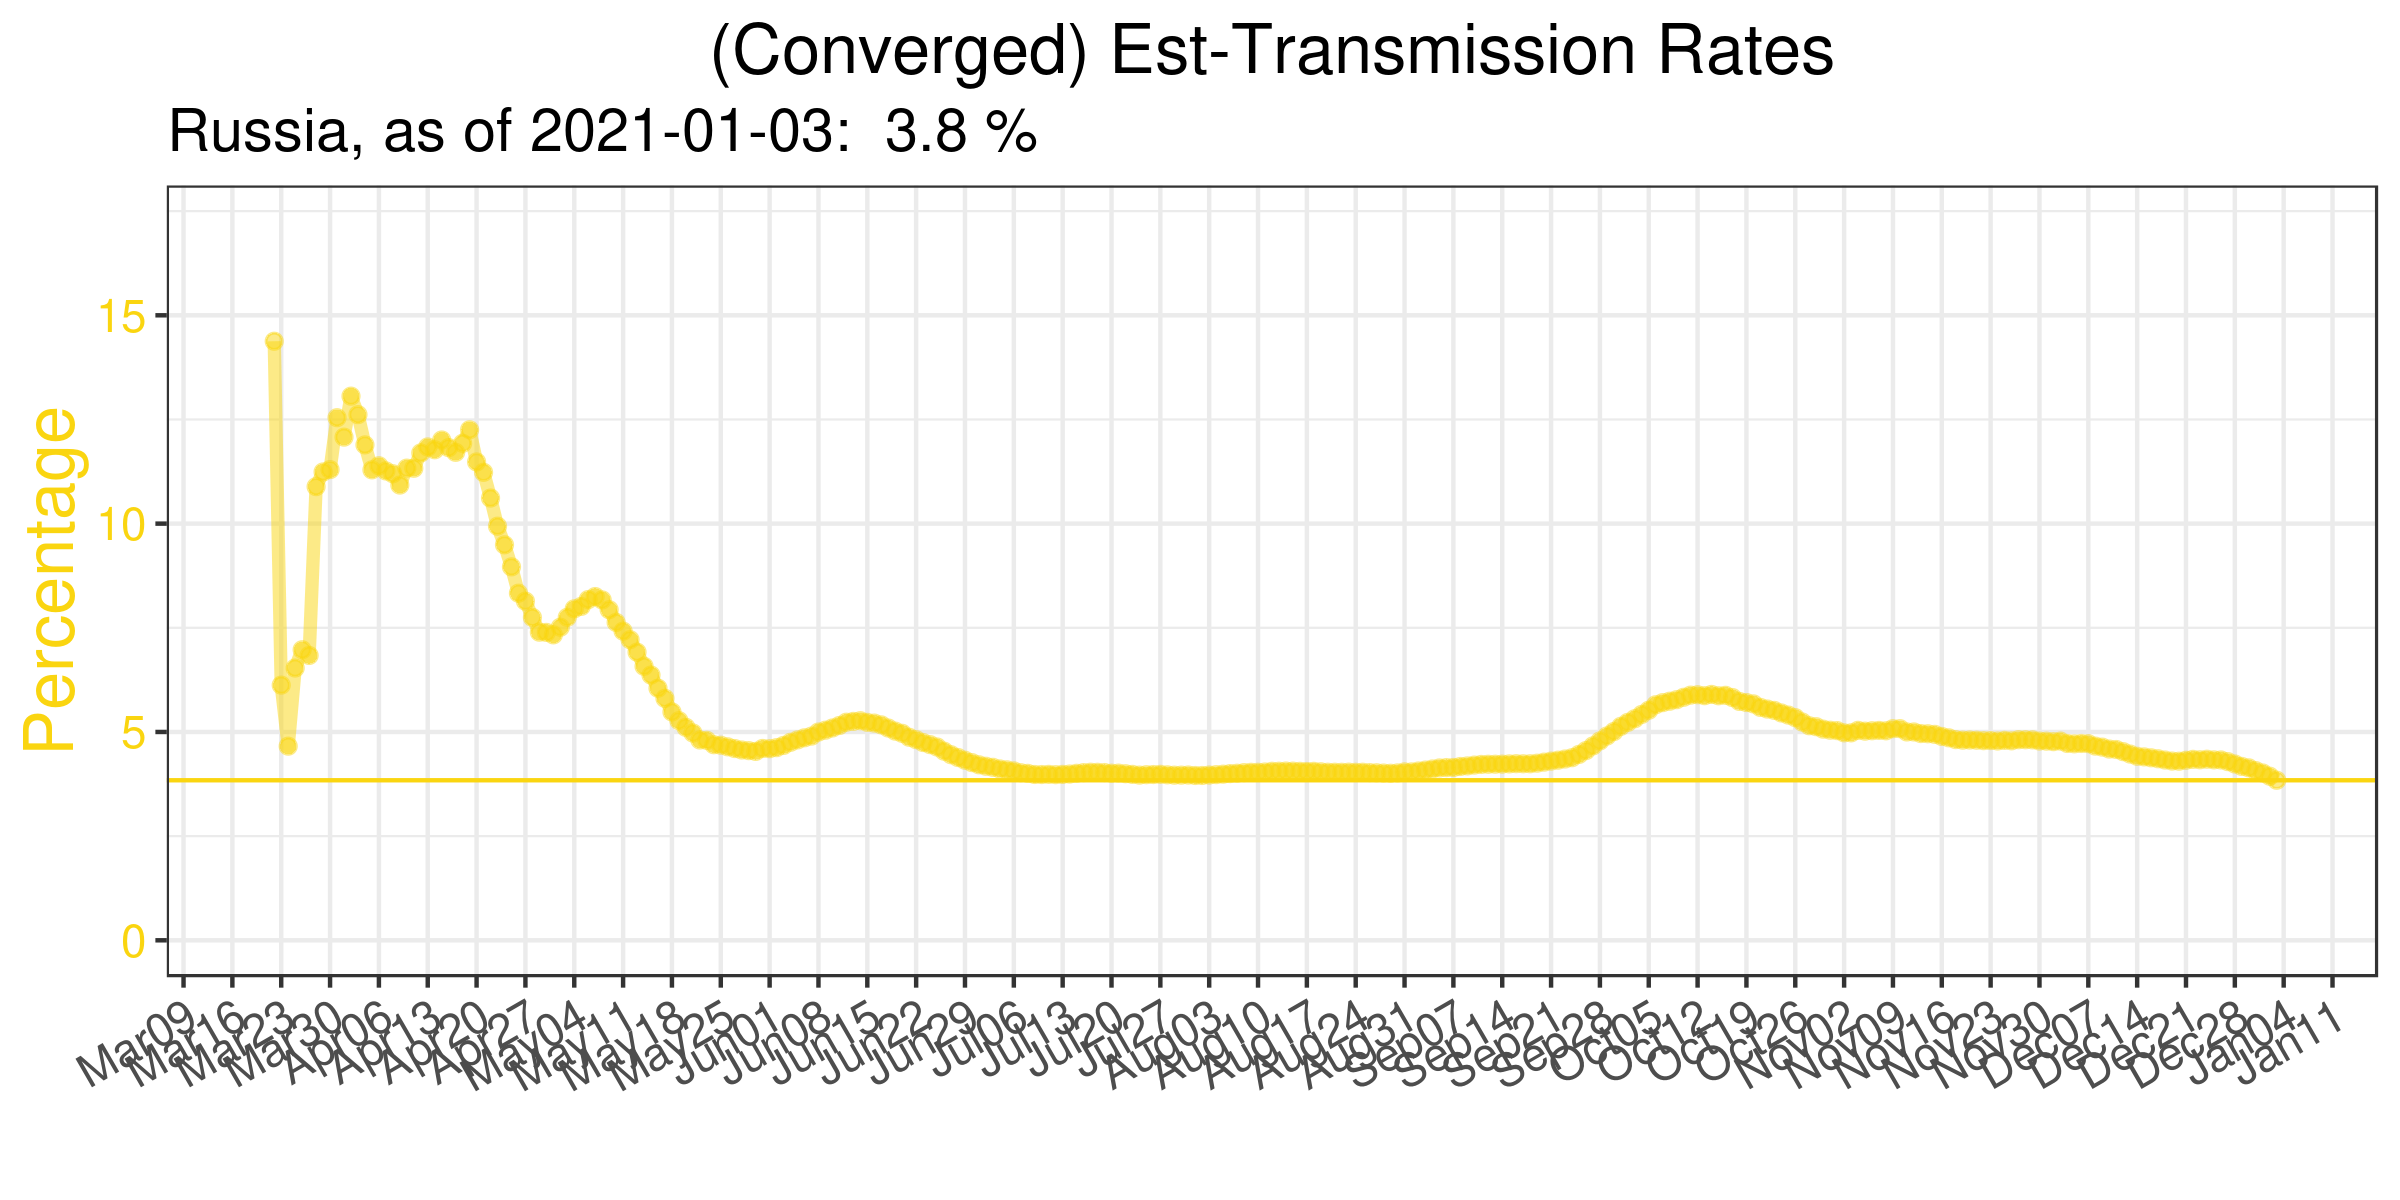 (Converged) Est-Transmission Rates
Russia, as of 2021-01-03:  3.8 %
Percentage
15
10
5
0
Mar09
Mar16
Mar23
Mar30
Apr06
Apr13
Apr20
Apr27
May04
May11
May18
May25
Jun01
Jun08
Jun15
Jun22
Jun29
Jul06
Jul13
Jul20
Jul27
Aug03
Aug10
Aug17
Aug24
Aug31
Sep07
Sep14
Sep21
Sep28
Oct05
Oct12
Oct19
Oct26
Nov02
Nov09
Nov16
Nov23
Nov30
Dec07
Dec14
Dec21
Dec28
Jan04
Jan11